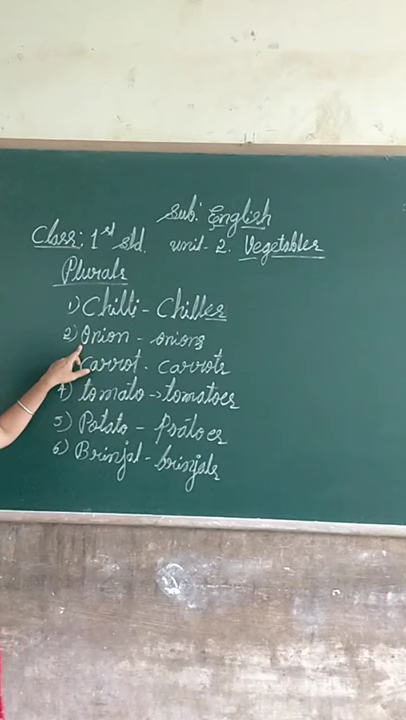 Sub: English
Class: 1st std. unit-2. Vegetables
Plurals
1) Chilli - Chillies
2) Onion - onions
carrot - carrots
4) tomato -> tomatoes
5) Potato - Potatoes
6) Brinjal - brinjals